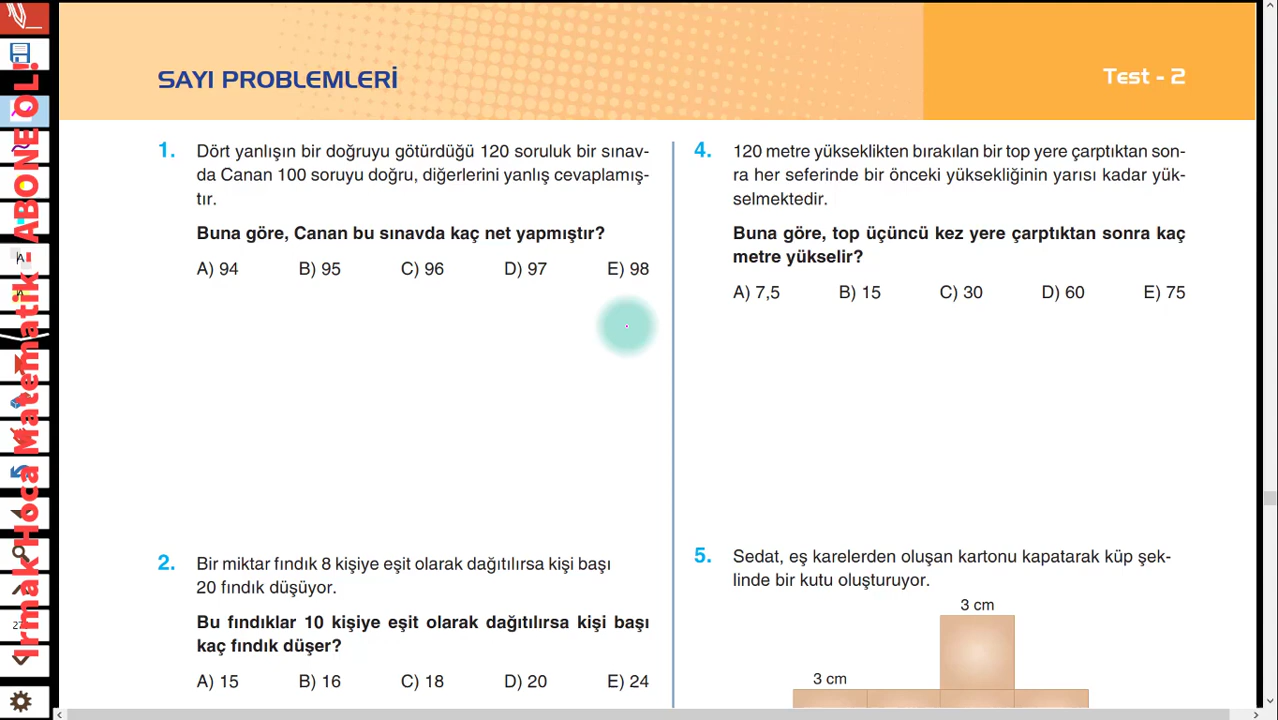 SAYI PROBLEMLERİ
Test - 2
1. Dört yanlışın bir doğruyu götürdüğü 120 soruluk bir sınav-
da Canan 100 soruyu doğru, diğerlerini yanlış cevaplamış-
tır.
Buna göre, Canan bu sınavda kaç net yapmıştır?
A) 94 B) 95 C) 96 D) 97 E) 98
2. Bir miktar fındık 8 kişiye eşit olarak dağıtılırsa kişi başı
20 fındık düşüyor.
Bu fındıklar 10 kişiye eşit olarak dağıtılırsa kişi başı
kaç fındık düşer?
A) 15 B) 16 C) 18 D) 20 E) 24
4. 120 metre yükseklikten bırakılan bir top yere çarptıktan son-
ra her seferinde bir önceki yüksekliğinin yarısı kadar yük-
selmektedir.
Buna göre, top üçüncü kez yere çarptıktan sonra kaç
metre yükselir?
A) 7,5 B) 15 C) 30 D) 60 E) 75
5. Sedat, eş karelerden oluşan kartonu kapatarak küp şek-
linde bir kutu oluşturuyor.
3 cm
3 cm
Irmak Hoca Matematik - ABONE OL!